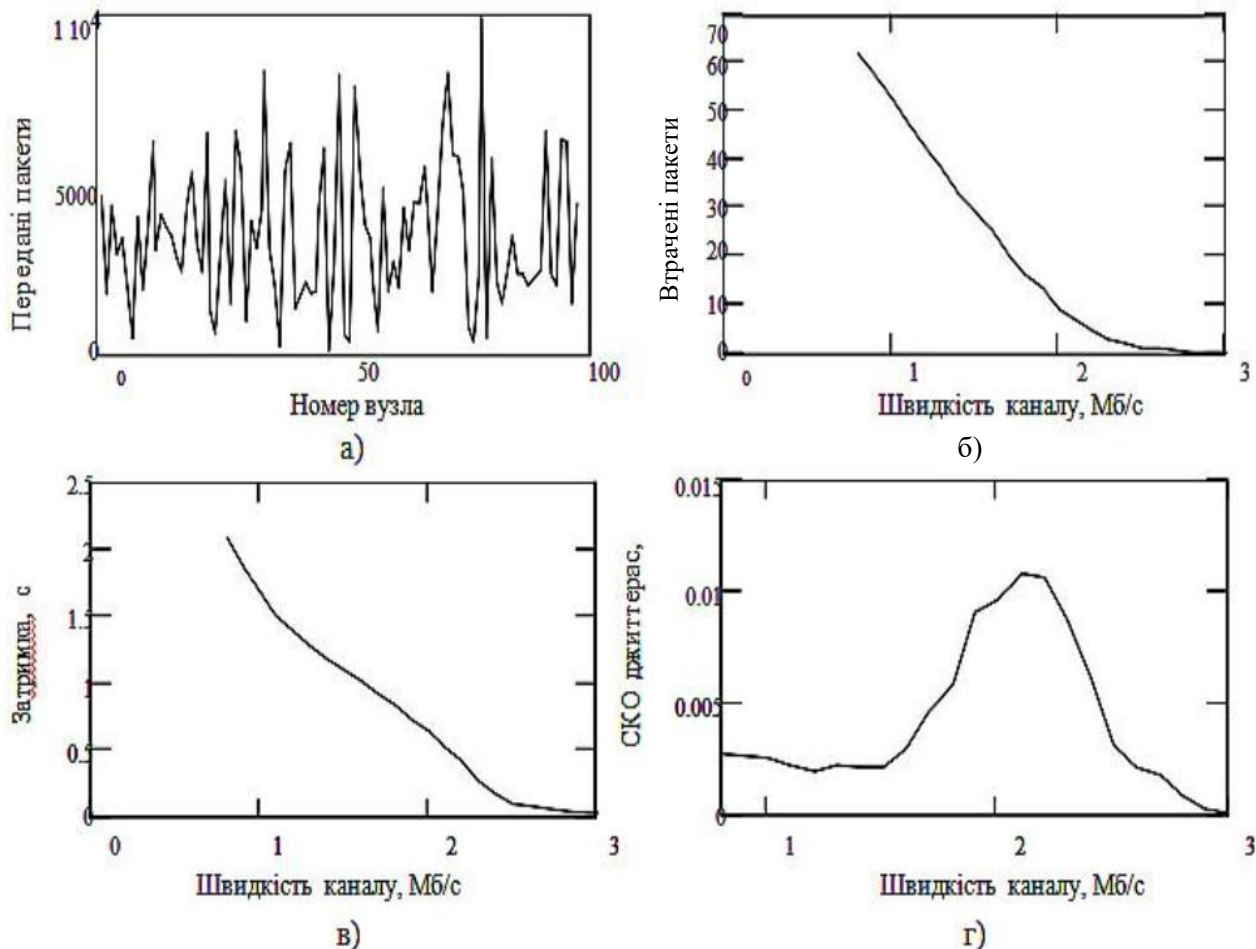 1 10⁴
5000
0
Передані пакети
0 50 100
Номер вузла
а)
70
60
50
40
30
20
10
0
Втрачені пакети
0 1 2 3
Швидкість каналу, Мб/с
б)
2.5
2
1.5
1
0.5
0
Затримка, с
0 1 2 3
Швидкість каналу, Мб/с
в)
0.015
0.01
0.005
0
СКО джиттерас,
1 2 3
Швидкість каналу, Мб/с
г)